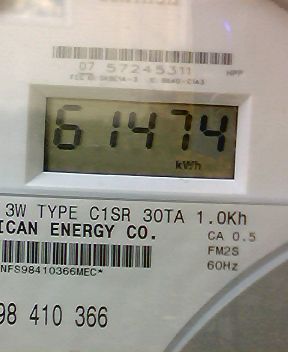 07 57245311
HPP
61474
kWh
3W TYPE C1SR 30TA 1.0Kh
ICAN ENERGY CO.
CA 0.5
FM2S
60Hz
NFS98410366MEC*
98 410 366